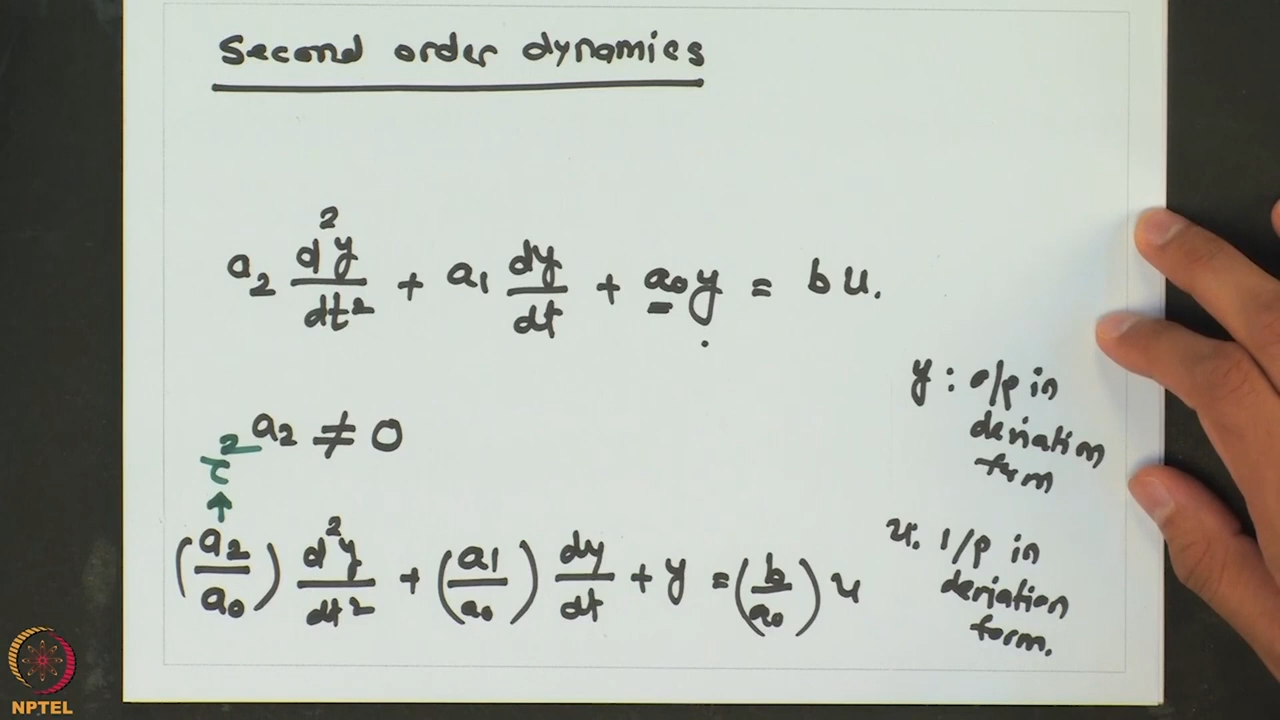 Second order dynamics
a₂ d²y/dt² + a₁ dy/dt + a₀y = bu.
y : o/p in
deviation
form
a₂ ≠ 0
τ²
(a₂/a₀) d²y/dt² + (a₁/a₀) dy/dt + y = (b/a₀) u
u. 1/p in
deviation
form.
NPTEL